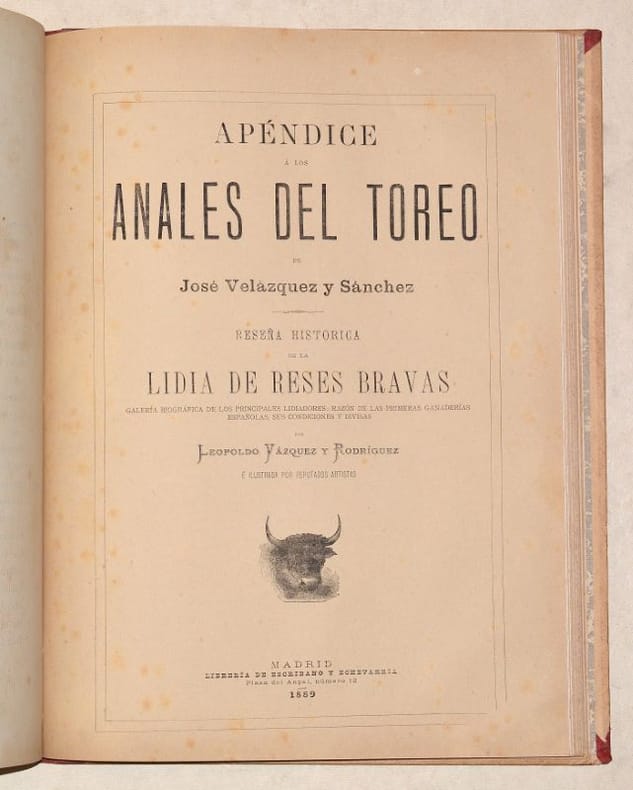 APÉNDICE
Á LOS
ANALES DEL TOREO
DE
José Velázquez y Sánchez
RESEÑA HISTORICA
DE LA
LIDIA DE RESES BRAVAS
GALERÍA BIOGRÁFICA DE LOS PRINCIPALES LIDIADORES: RAZÓN DE LAS PRIMERAS GANADERÍAS
ESPAÑOLAS, SUS CONDICIONES Y DIVISAS
POR
Leopoldo Vázquez y Rodríguez
É ILUSTRADA POR REPUTADOS ARTISTAS
MADRID
LIBRERÍA DE ESCRIBANO Y ECHEVARRÍA
Plaza del Angel, número 12
1889